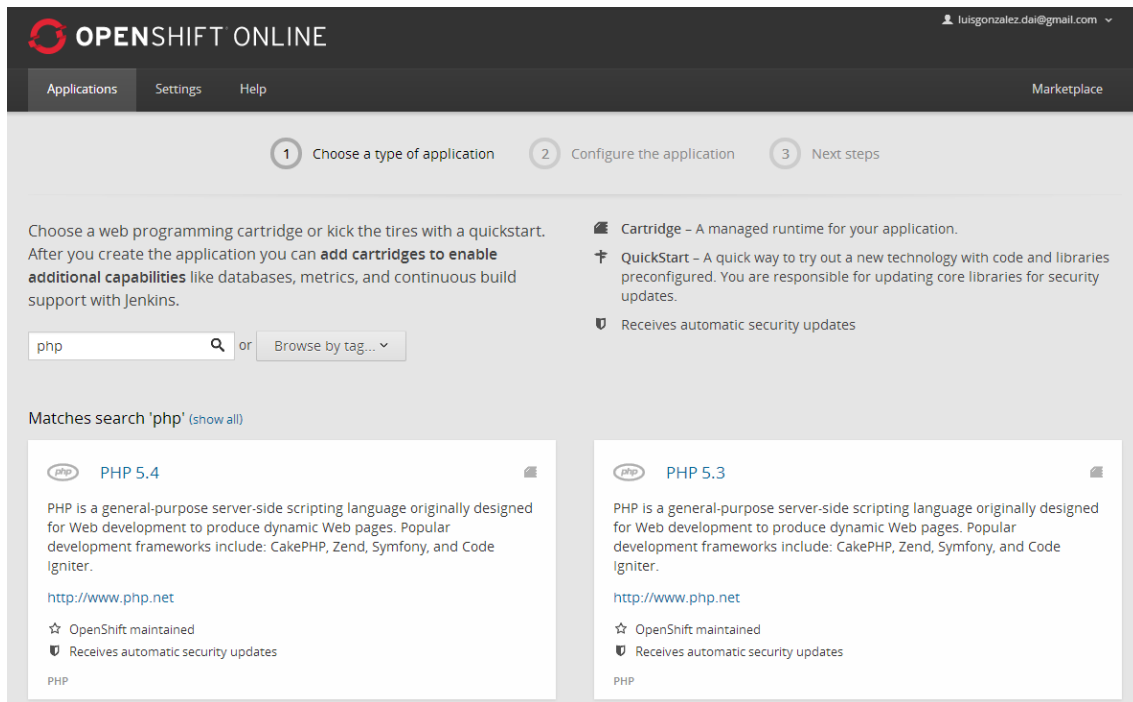 OPENSHIFT ONLINE
luisgonzalez.dai@gmail.com
Applications Settings Help Marketplace
1 Choose a type of application 2 Configure the application 3 Next steps
Choose a web programming cartridge or kick the tires with a quickstart.
After you create the application you can add cartridges to enable
additional capabilities like databases, metrics, and continuous build
support with Jenkins.
php or Browse by tag...
Cartridge – A managed runtime for your application.
QuickStart – A quick way to try out a new technology with code and libraries
preconfigured. You are responsible for updating core libraries for security
updates.
Receives automatic security updates
Matches search 'php' (show all)
php PHP 5.4
PHP is a general-purpose server-side scripting language originally designed
for Web development to produce dynamic Web pages. Popular
development frameworks include: CakePHP, Zend, Symfony, and Code
Igniter.
http://www.php.net
OpenShift maintained
Receives automatic security updates
PHP
php PHP 5.3
PHP is a general-purpose server-side scripting language originally designed
for Web development to produce dynamic Web pages. Popular
development frameworks include: CakePHP, Zend, Symfony, and Code
Igniter.
http://www.php.net
OpenShift maintained
Receives automatic security updates
PHP